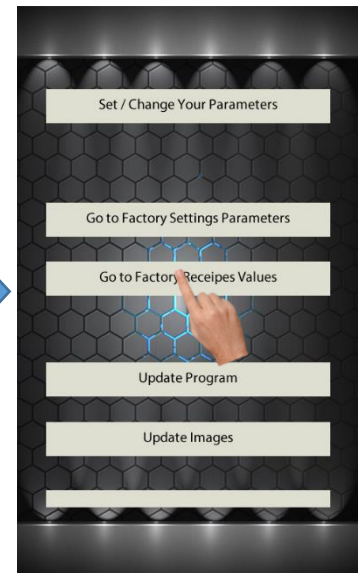 Set / Change Your Parameters
Go to Factory Settings Parameters
Go to Factory Receipes Values
Update Program
Update Images